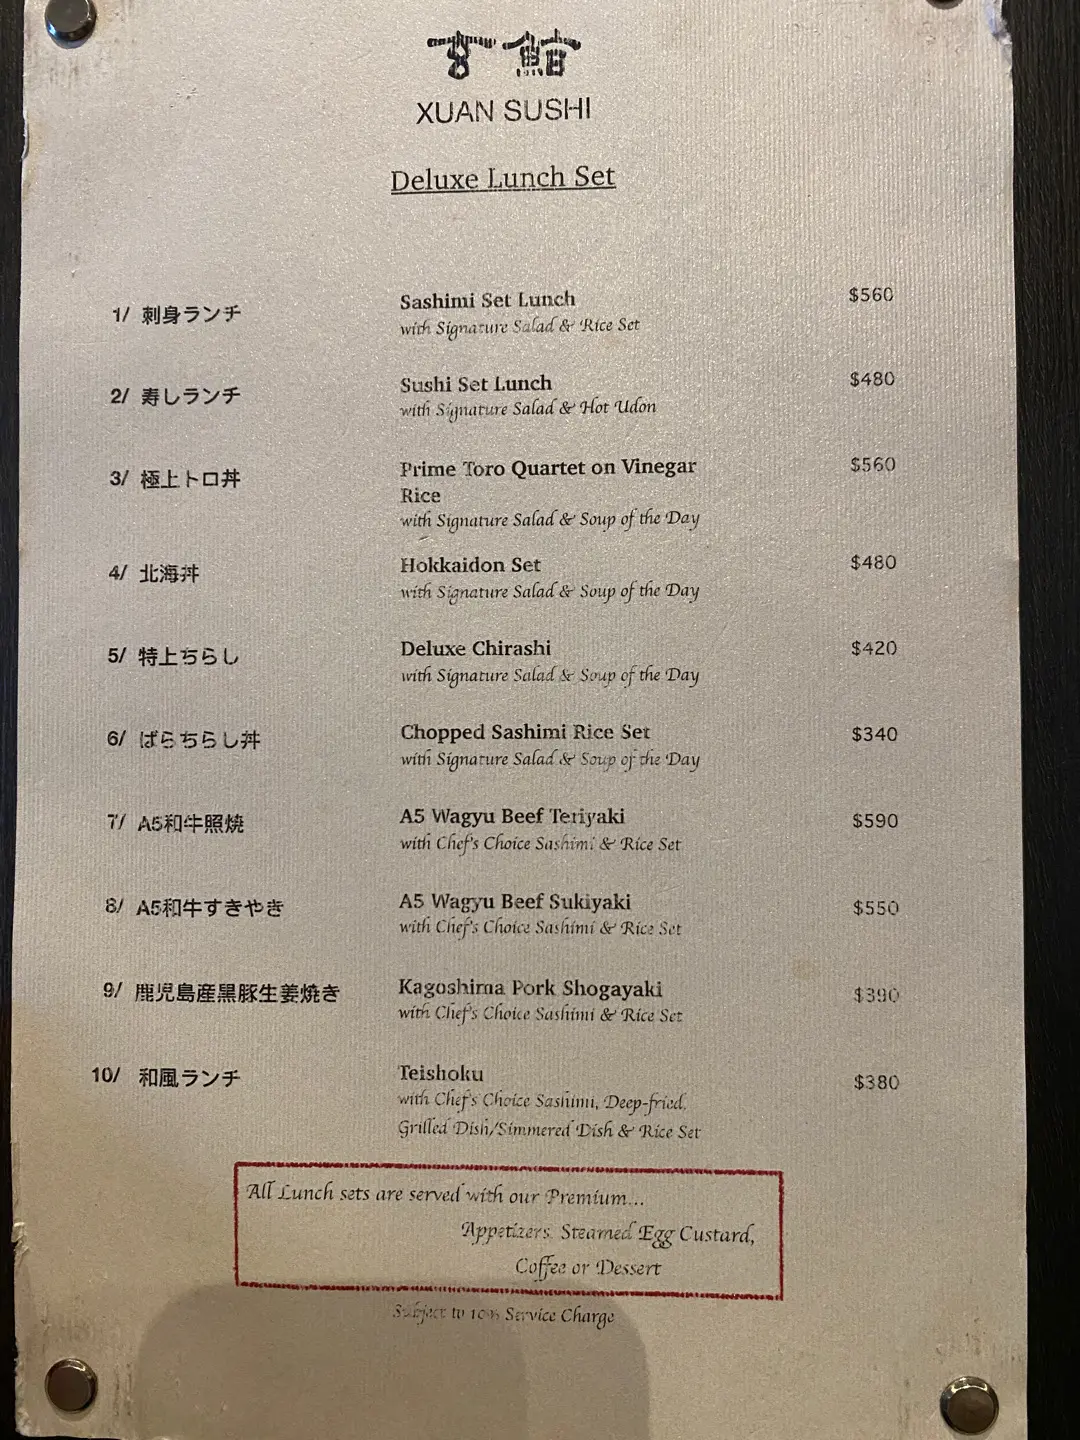 玄鮨
XUAN SUSHI
Deluxe Lunch Set
1/ 刺身ランチ
Sashimi Set Lunch
$560
with Signature Salad & Rice Set
2/ 寿しランチ
Sushi Set Lunch
$480
with Signature Salad & Hot Udon
3/ 極上トロ丼
Prime Toro Quartet on Vinegar
Rice
$560
with Signature Salad & Soup of the Day
4/ 北海丼
Hokkaidon Set
$480
with Signature Salad & Soup of the Day
5/ 特上ちらし
Deluxe Chirashi
$420
with Signature Salad & Soup of the Day
6/ ばらちらし丼
Chopped Sashimi Rice Set
$340
with Signature Salad & Soup of the Day
7/ A5和牛照焼
A5 Wagyu Beef Teriyaki
$590
with Chef's Choice Sashimi & Rice Set
8/ A5和牛すきやき
A5 Wagyu Beef Sukiyaki
$550
with Chef's Choice Sashimi & Rice Set
9/ 鹿児島産黒豚生姜焼き
Kagoshima Pork Shogayaki
$390
with Chef's Choice Sashimi & Rice Set
10/ 和風ランチ
Teishoku
$380
with Chef's Choice Sashimi, Deep-fried,
Grilled Dish/Simmered Dish & Rice Set
All Lunch sets are served with our Premium...
Appetizers, Steamed Egg Custard,
Coffee or Dessert
Subject to 10% Service Charge